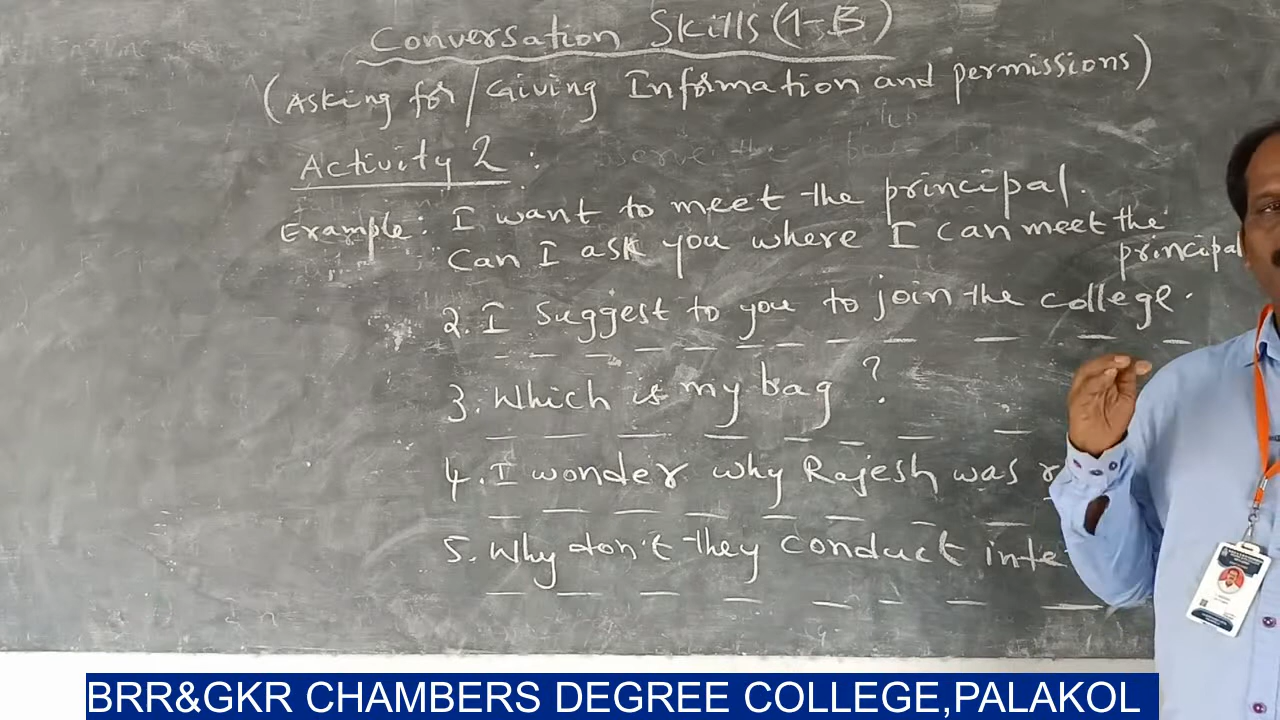 Conversation Skills (1-B)
(Asking for/Giving Information and permissions)
Activity 2 :
Example: I want to meet the principal.
Can I ask you where I can meet the
principal
2. I suggest to you to join the college.
3. Which is my bag ?
4. I wonder why Rajesh was
5. Why don't they conduct inte
BRR&GKR CHAMBERS DEGREE COLLEGE,PALAKOL